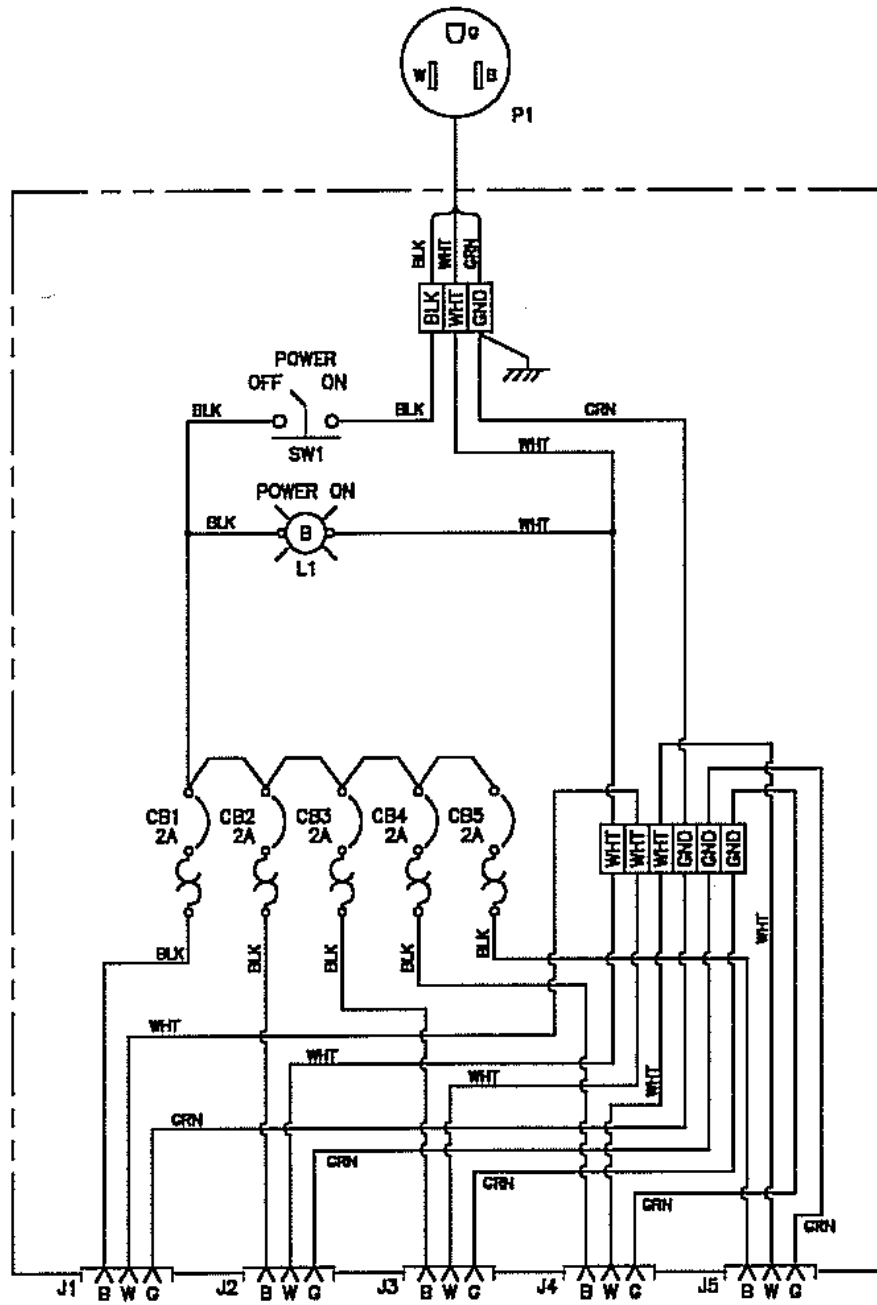 G
W B
P1
BLK WHT GRN
BLK WHT GND
POWER
OFF ON
BLK BLK GRN
SW1 WHT
POWER ON
BLK B WHT
L1
CB1 CB2 CB3 CB4 CB5
2A 2A 2A 2A 2A
WHT WHT WHT GND GND GND
BLK BLK BLK BLK BLK WHT
WHT
WHT
WHT WHT
GRN
GRN
GRN
GRN
GRN
J1 B W G J2 B W G J3 B W G J4 B W G J5 B W G